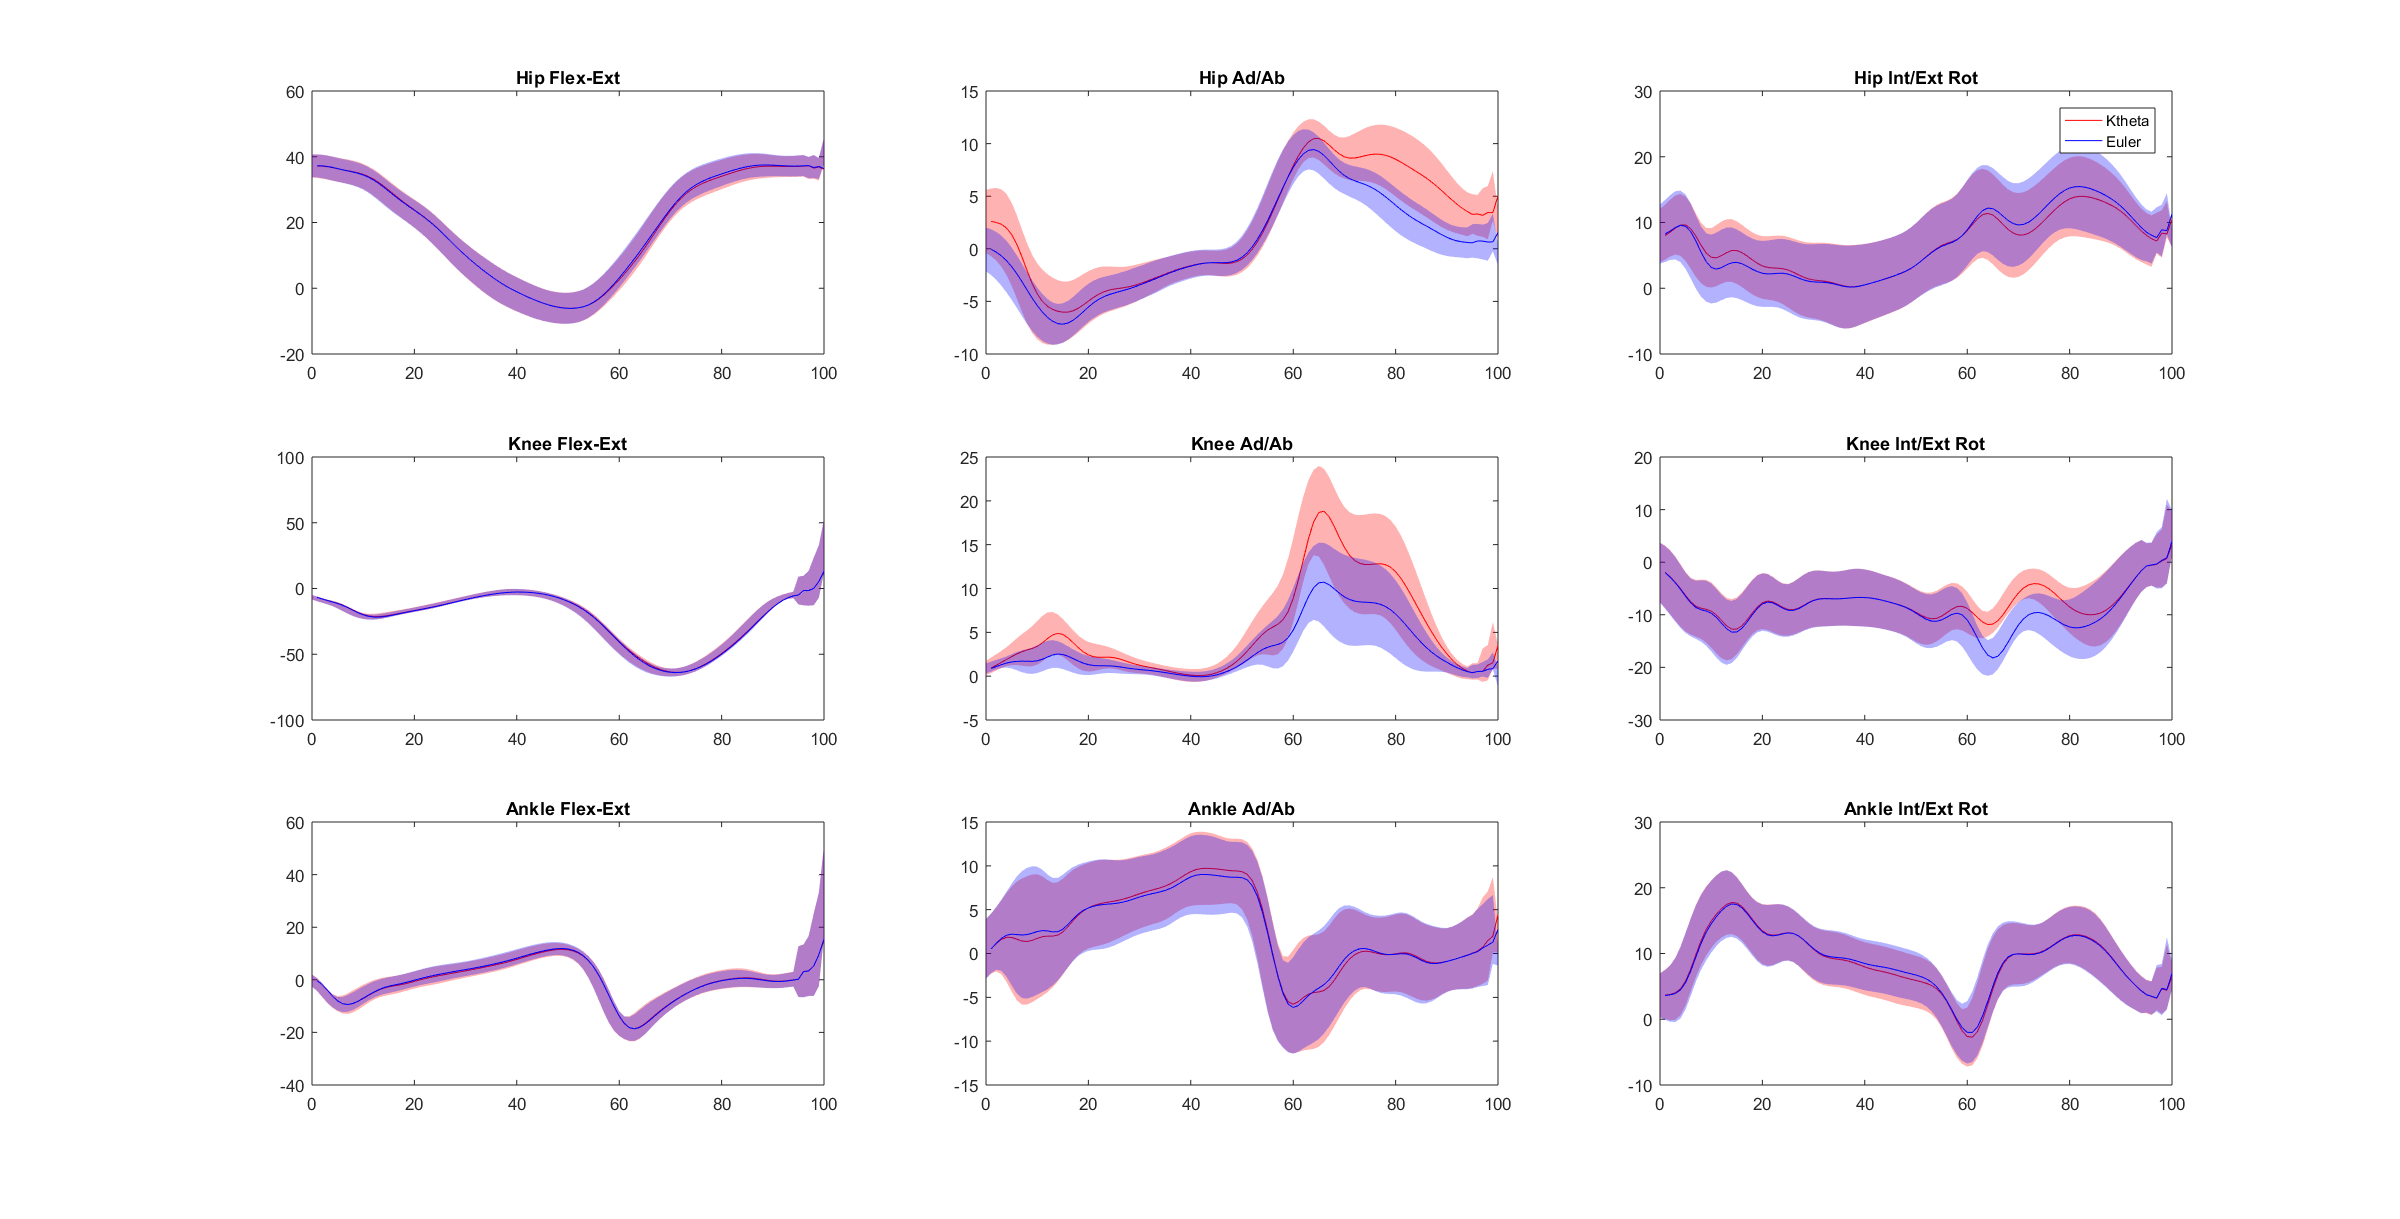 Hip Flex-Ext
60
40
20
0
-20
0 20 40 60 80 100
Hip Ad/Ab
15
10
5
0
-5
-10
0 20 40 60 80 100
Hip Int/Ext Rot
30
20
10
0
-10
0 20 40 60 80 100
Ktheta
Euler
Knee Flex-Ext
100
50
0
-50
-100
0 20 40 60 80 100
Knee Ad/Ab
25
20
15
10
5
0
-5
0 20 40 60 80 100
Knee Int/Ext Rot
20
10
0
-10
-20
-30
0 20 40 60 80 100
Ankle Flex-Ext
60
40
20
0
-20
-40
0 20 40 60 80 100
Ankle Ad/Ab
15
10
5
0
-5
-10
-15
0 20 40 60 80 100
Ankle Int/Ext Rot
30
20
10
0
-10
0 20 40 60 80 100